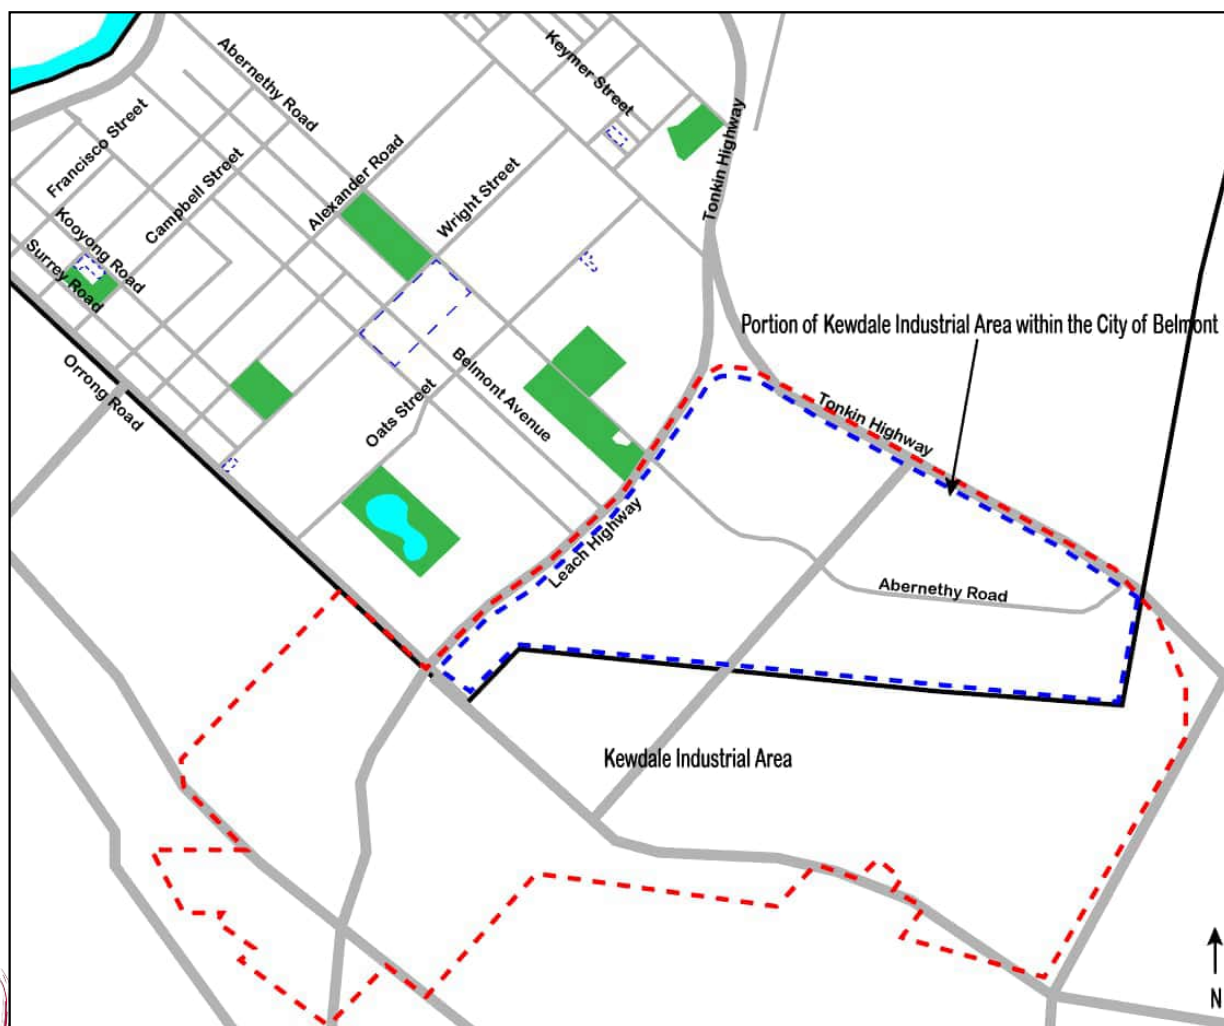 Keymer Street
Abernethy Road
Tonkin Highway
Francisco Street
Alexander Road
Campbell Street
Wright Street
Kooyong Road
Surrey Road
Portion of Kewdale Industrial Area within the City of Belmont
Orrong Road
Belmont Avenue
Oats Street
Tonkin Highway
Leach Highway
Abernethy Road
Kewdale Industrial Area
N